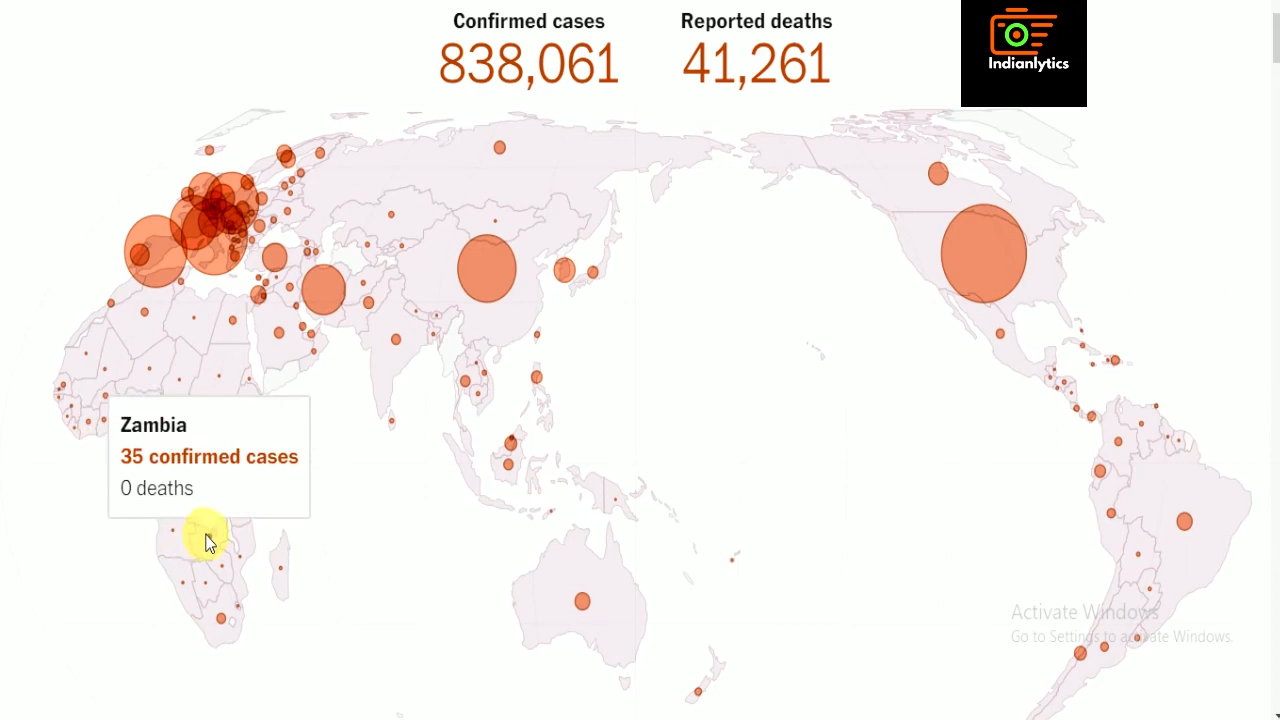 Confirmed cases
838,061
Reported deaths
41,261
Indianlytics
Zambia
35 confirmed cases
0 deaths
Activate Windows
Go to Settings to activate Windows.